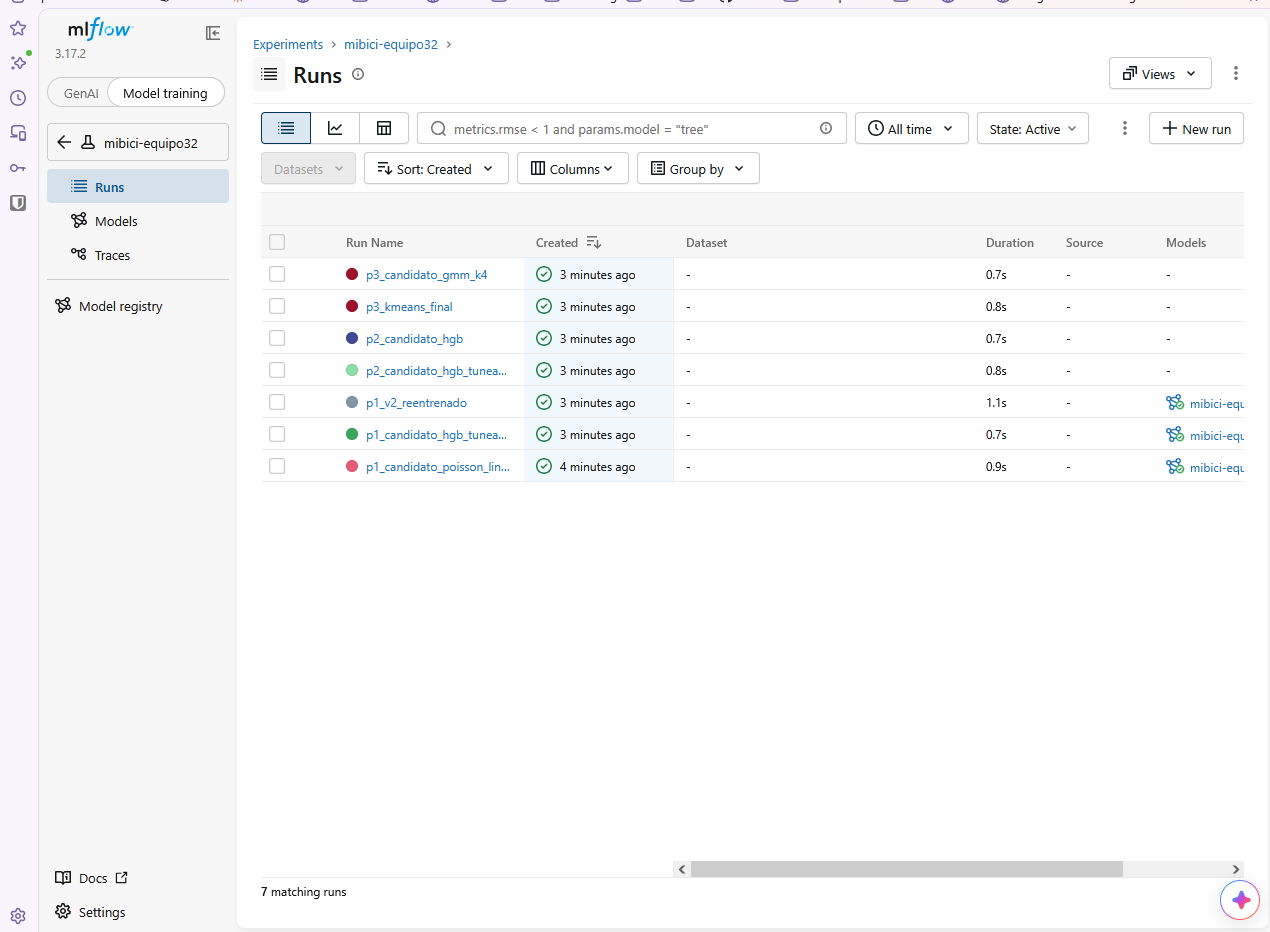 mlflow
3.17.2
GenAI
Model training
mibici-equipo32
Runs
Models
Traces
Model registry
Docs
Settings
Experiments > mibici-equipo32 >
Runs
Views
metrics.rmse < 1 and params.model = "tree"
All time
State: Active
New run
Datasets
Sort: Created
Columns
Group by
Run Name Created Dataset Duration Source Models
p3_candidato_gmm_k4 3 minutes ago - 0.7s - -
p3_kmeans_final 3 minutes ago - 0.8s - -
p2_candidato_hgb 3 minutes ago - 0.7s - -
p2_candidato_hgb_tunea... 3 minutes ago - 0.8s - -
p1_v2_reentrenado 3 minutes ago - 1.1s - mibici-equ
p1_candidato_hgb_tunea... 3 minutes ago - 0.7s - mibici-equ
p1_candidato_poisson_lin... 4 minutes ago - 0.9s - mibici-equ
7 matching runs